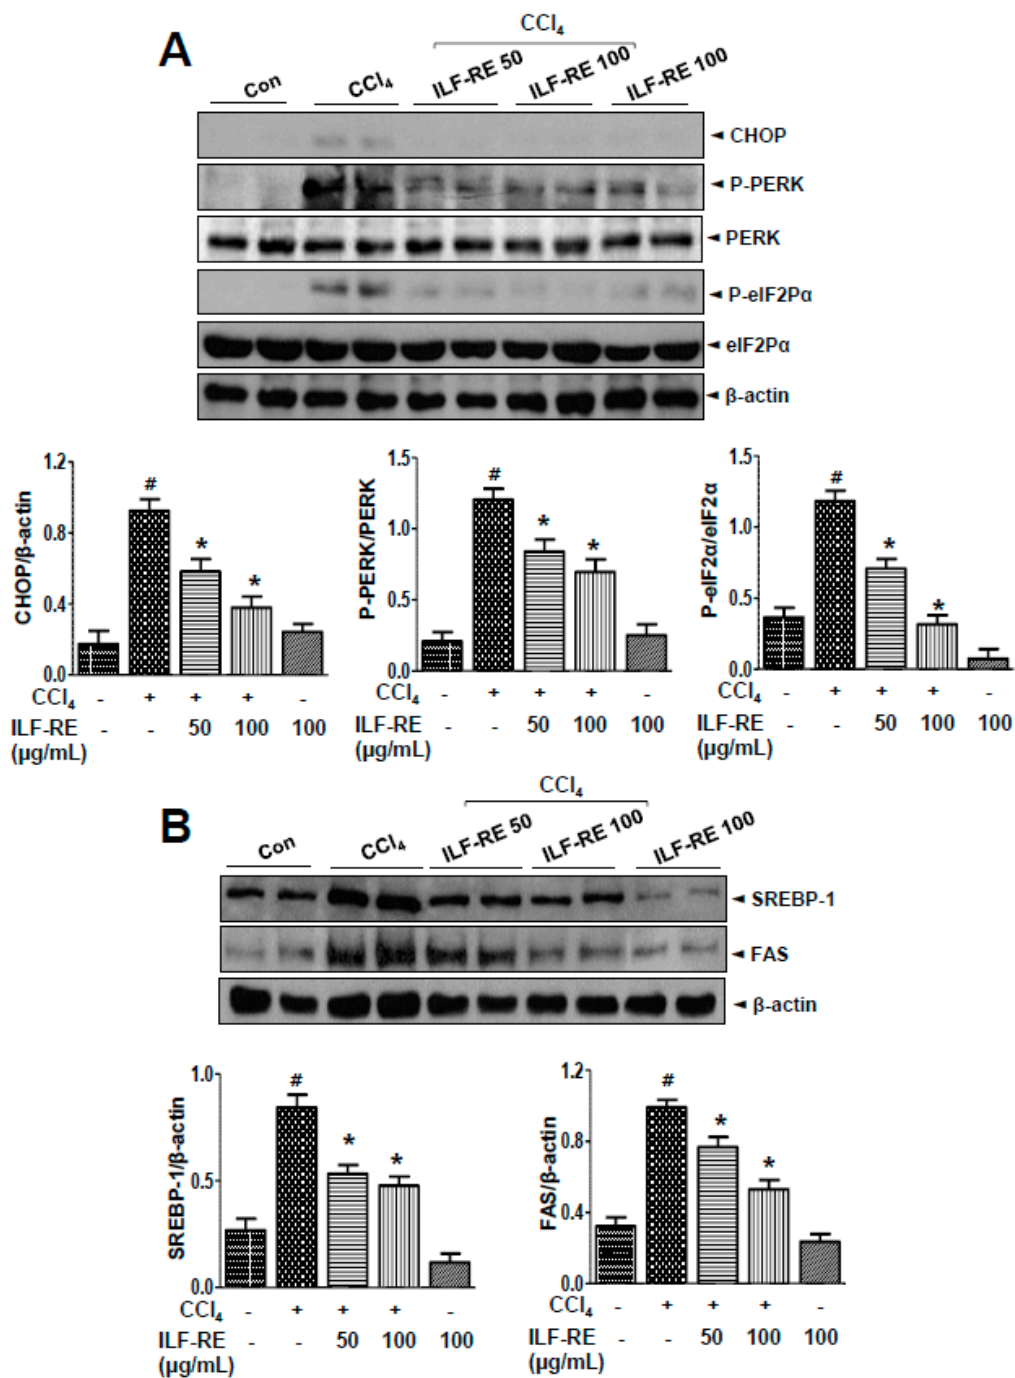 A
CCl₄
Con
CCl₄
ILF-RE 50
ILF-RE 100
ILF-RE 100
CHOP
P-PERK
PERK
P-eIF2Pα
eIF2Pα
β-actin
CHOP/β-actin
1.2
0.8
0.4
0.0
#
*
*
CCl₄ - + + + -
ILF-RE - - 50 100 100
(μg/mL)
P-PERK/PERK
1.5
1.0
0.5
0.0
#
*
*
CCl₄ - + + + -
ILF-RE - - 50 100 100
(μg/mL)
P-eIF2α/eIF2α
1.5
1.0
0.5
0.0
#
*
*
CCl₄ - + + + -
ILF-RE - - 50 100 100
(μg/mL)
B
CCl₄
Con
CCl₄
ILF-RE 50
ILF-RE 100
ILF-RE 100
SREBP-1
FAS
β-actin
SREBP-1/β-actin
1.0
0.5
0.0
#
*
*
CCl₄ - + + + -
ILF-RE - - 50 100 100
(μg/mL)
FAS/β-actin
1.2
0.8
0.4
0.0
#
*
*
CCl₄ - + + + -
ILF-RE - - 50 100 100
(μg/mL)